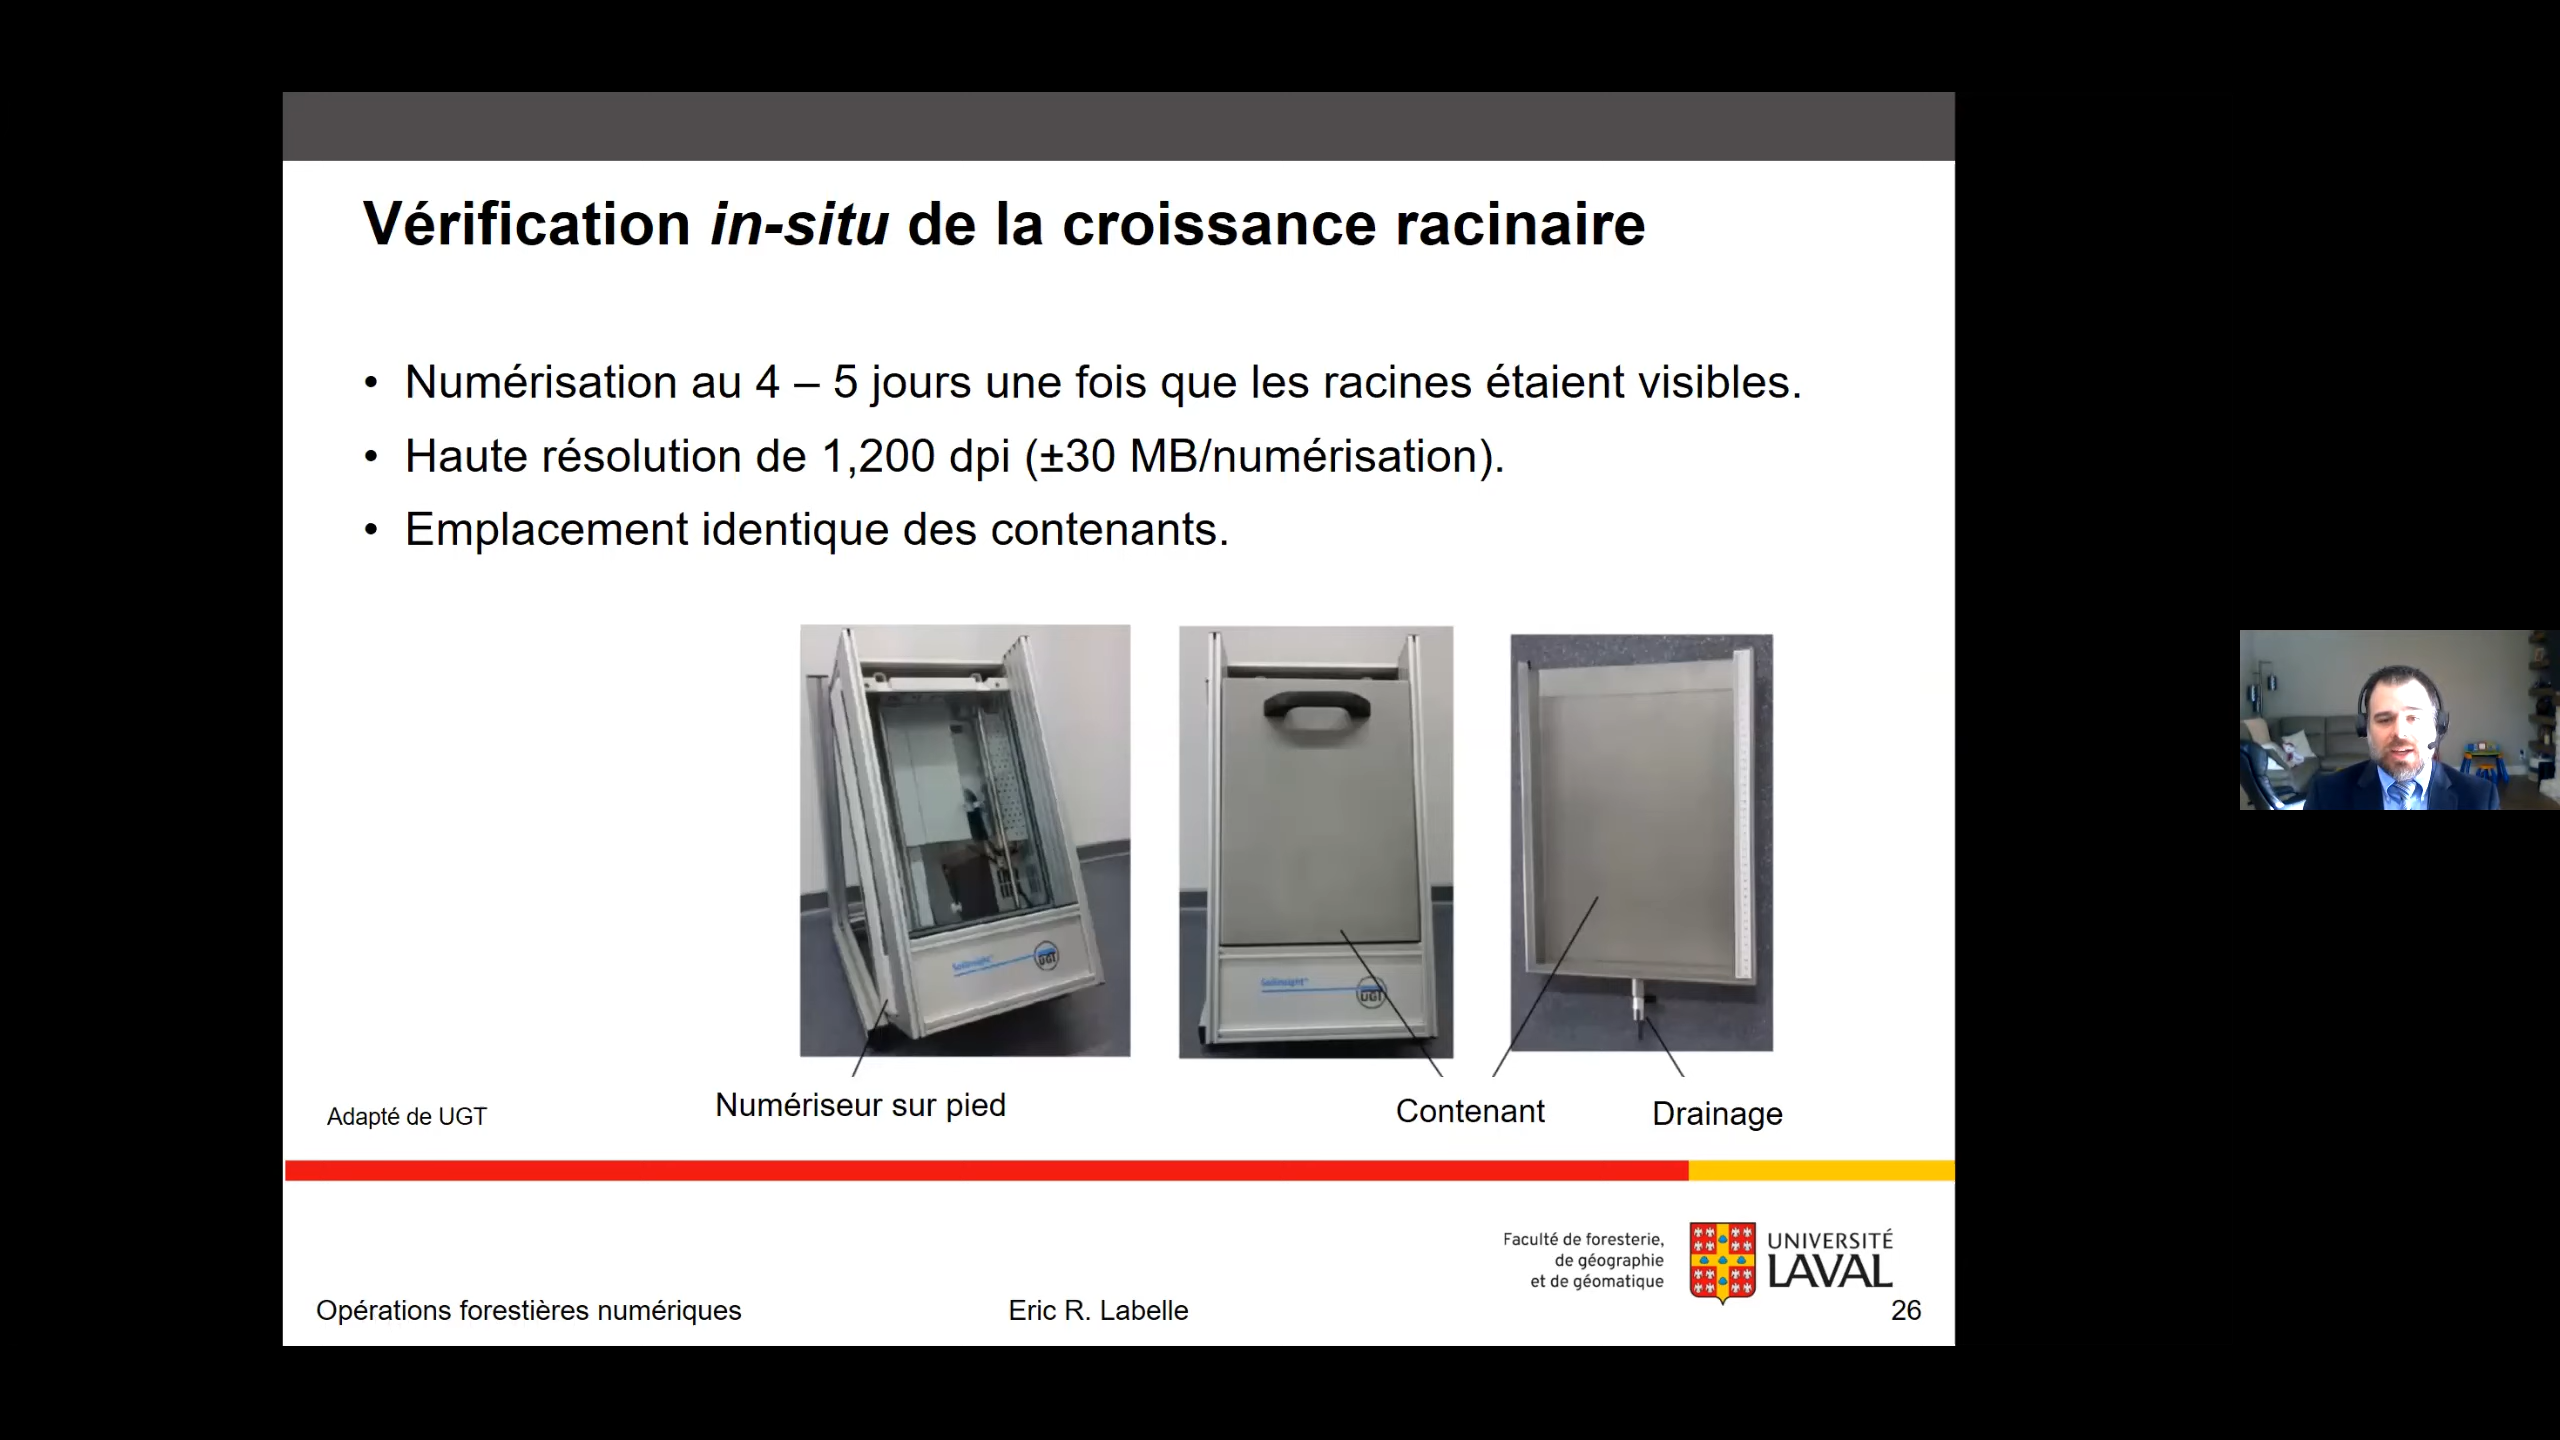 Vérification in-situ de la croissance racinaire
• Numérisation au 4 – 5 jours une fois que les racines étaient visibles.
• Haute résolution de 1,200 dpi (±30 MB/numérisation).
• Emplacement identique des contenants.
UGT
UGT
Numériseur sur pied
Contenant
Drainage
Adapté de UGT
Faculté de foresterie,
de géographie
et de géomatique
UNIVERSITÉ
LAVAL
Opérations forestières numériques
Eric R. Labelle
26